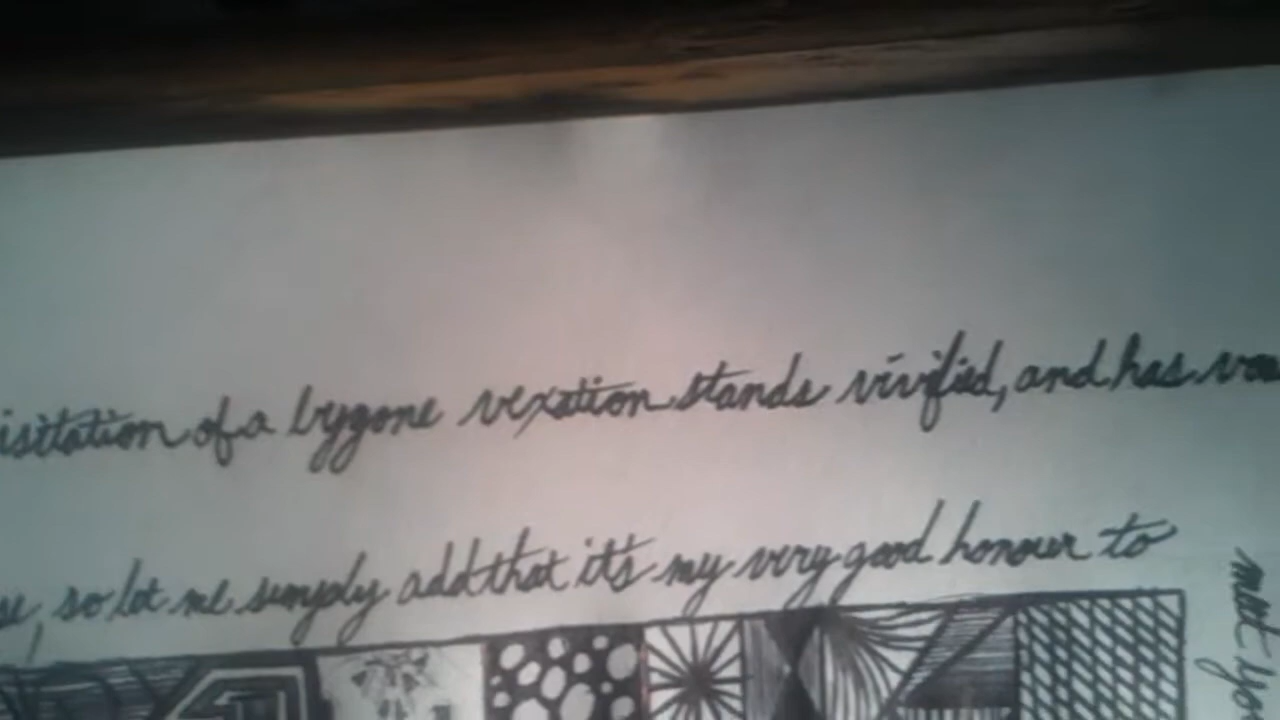 isitation of a bygone vexation stands vivified, and has
so let me simply add that it's my very good honour to
meet